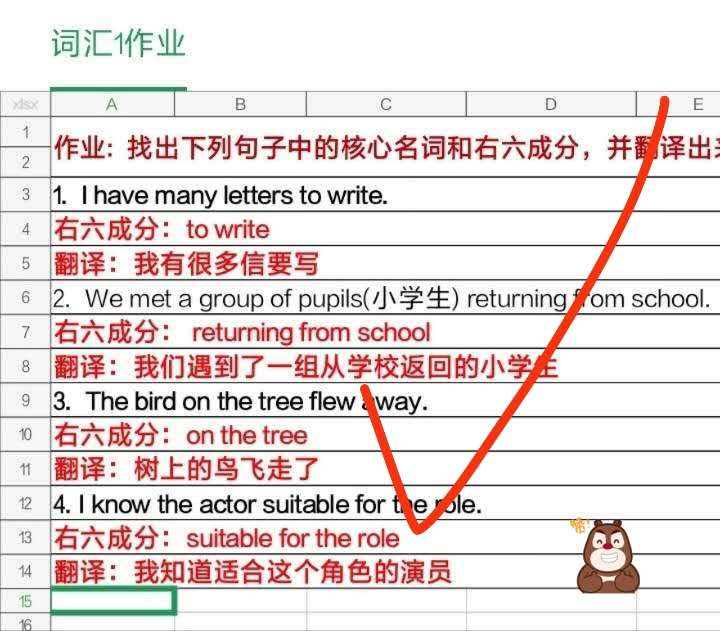 词汇1作业
xlsx A B C D E
1
作业：找出下列句子中的核心名词和右六成分，并翻译出
2
3 1. I have many letters to write.
4 右六成分：to write
5 翻译：我有很多信要写
6 2. We met a group of pupils(小学生) returning from school.
7 右六成分： returning from school
8 翻译：我们遇到了一组从学校返回的小学生
9 3. The bird on the tree flew away.
10 右六成分：on the tree
11 翻译：树上的鸟飞走了
12 4. I know the actor suitable for the role.
13 右六成分：suitable for the role
14 翻译：我知道适合这个角色的演员
15
16